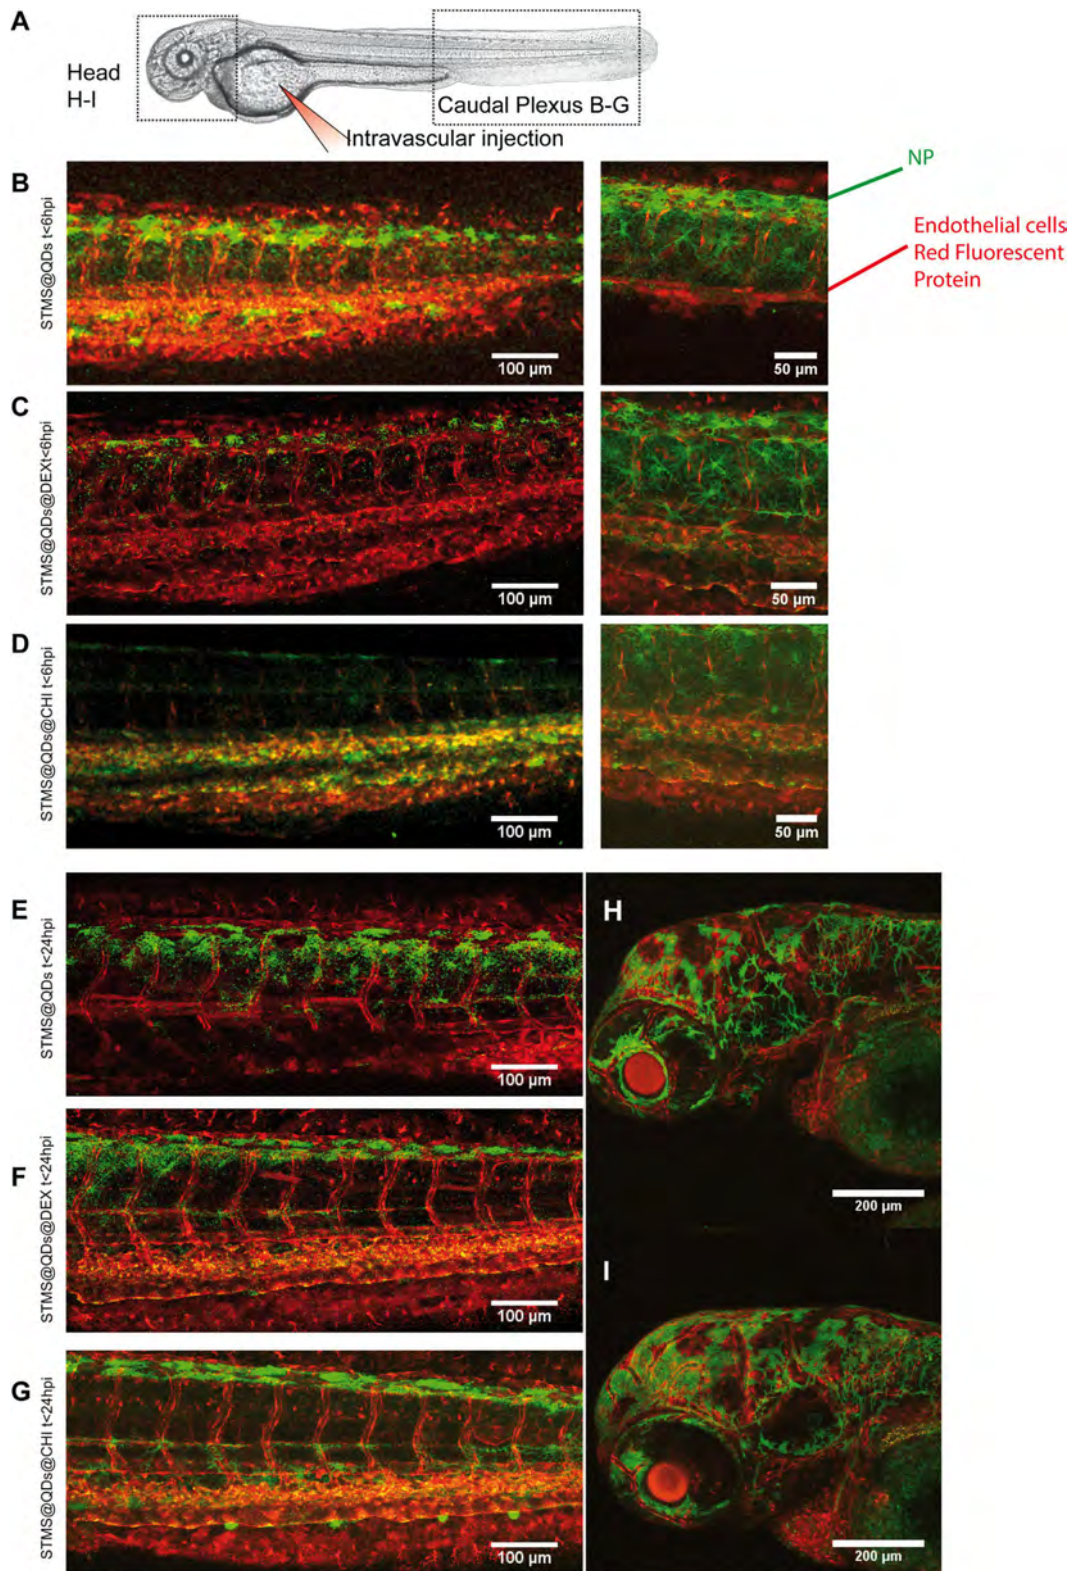 A
Head
H-I
Caudal Plexus B-G
Intravascular injection
B
STMS@QDs t<6hpi
100 µm
50 µm
NP
Endothelial cells
Red Fluorescent
Protein
C
STMS@QDs@DEXt<6hpi
100 µm
50 µm
D
STMS@QDs@CHI t<6hpi
100 µm
50 µm
E
STMS@QDs t<24hpi
100 µm
F
STMS@QDs@DEX t<24hpi
100 µm
G
STMS@QDs@CHI t<24hpi
100 µm
H
200 µm
I
200 µm